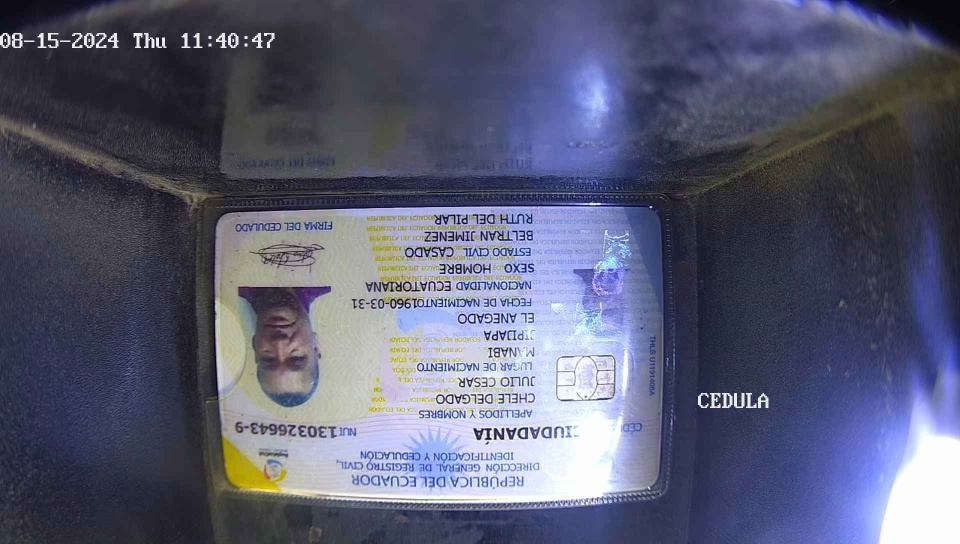 08-15-2024 Thu 11:40:47
CEDULA
REPÚBLICA DEL ECUADOR
DIRECCIÓN GENERAL DE REGISTRO CIVIL,
IDENTIFICACIÓN Y CEDULACIÓN
CIUDADANÍA
NUI 130326643-9
APELLIDOS Y NOMBRES
CHELE DELGADO
JULIO CESAR
LUGAR DE NACIMIENTO
MANABI
JIPIJAPA
EL ANEGADO
FECHA DE NACIMIENTO 1960-03-31
NACIONALIDAD ECUATORIANA
SEXO HOMBRE
ESTADO CIVIL CASADO
BELTRAN JIMENEZ
RUTH DEL PILAR
FIRMA DEL CEDULADO